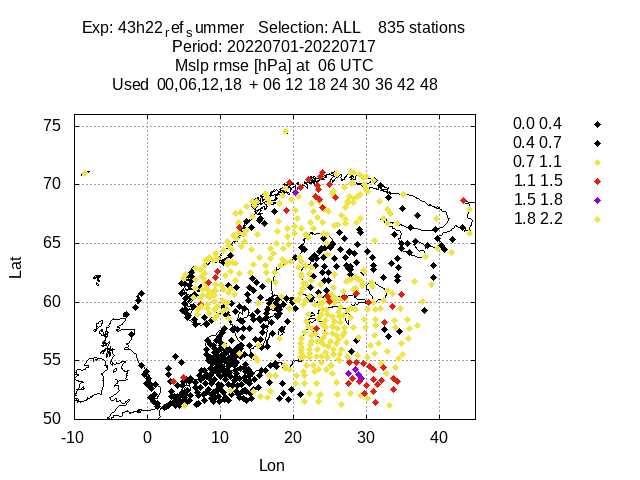 Exp: 43h22refsummer Selection: ALL 835 stations
Period: 20220701-20220717
Mslp rmse [hPa] at 06 UTC
Used 00,06,12,18 + 06 12 18 24 30 36 42 48
0.0 0.4
0.4 0.7
0.7 1.1
1.1 1.5
1.5 1.8
1.8 2.2
75
70
65
60
55
50
Lat
-10 0 10 20 30 40
Lon